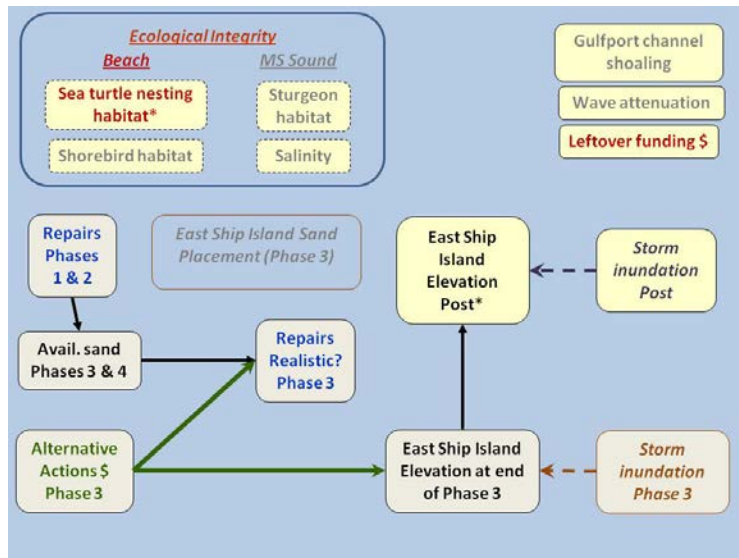 Ecological Integrity
Beach
MS Sound
Sea turtle nesting
habitat*
Sturgeon
habitat
Shorebird habitat
Salinity
Gulfport channel
shoaling
Wave attenuation
Leftover funding $
Repairs
Phases
1 & 2
East Ship Island Sand
Placement (Phase 3)
East Ship
Island
Elevation
Post*
Storm
inundation
Post
Avail. sand
Phases 3 & 4
Repairs
Realistic?
Phase 3
Alternative
Actions $
Phase 3
East Ship Island
Elevation at end
of Phase 3
Storm
inundation
Phase 3